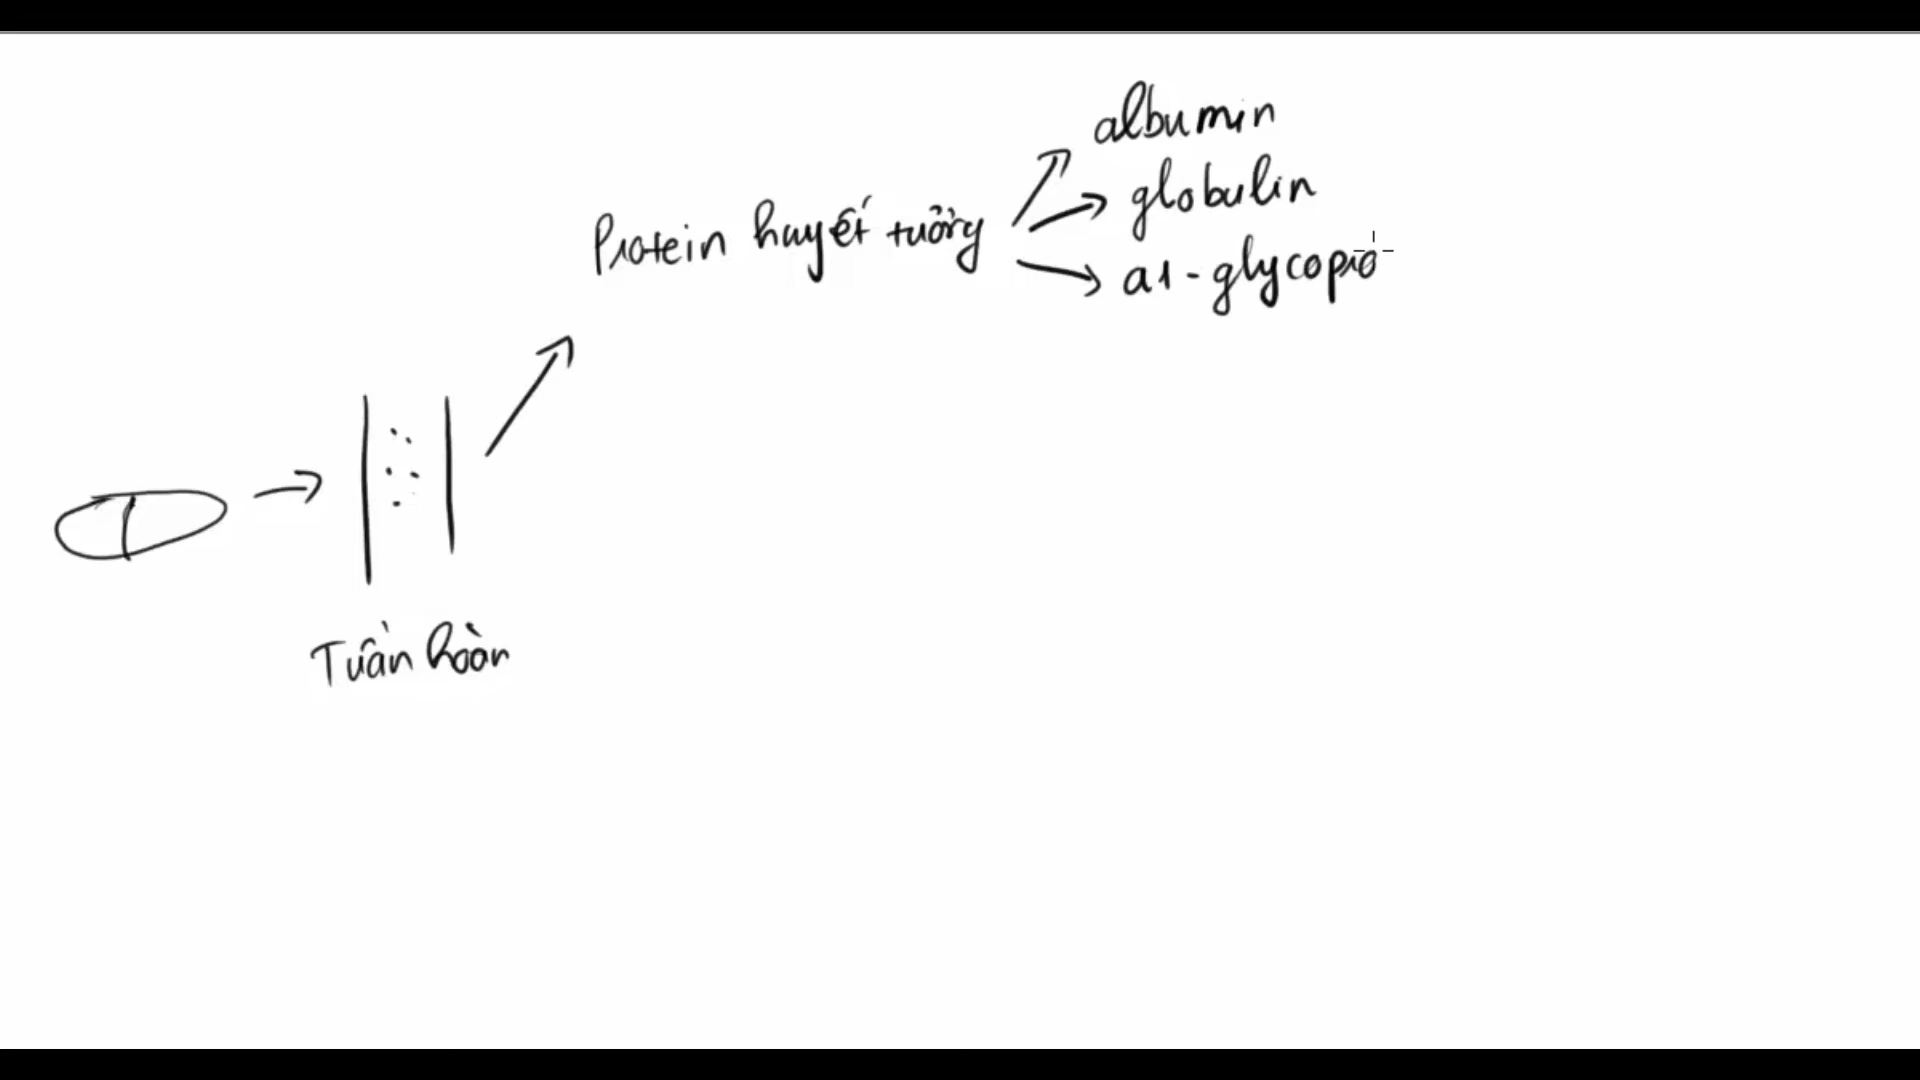 albumin
globulin
Protein huyết tương
a1-glycopro
Tuần hoàn